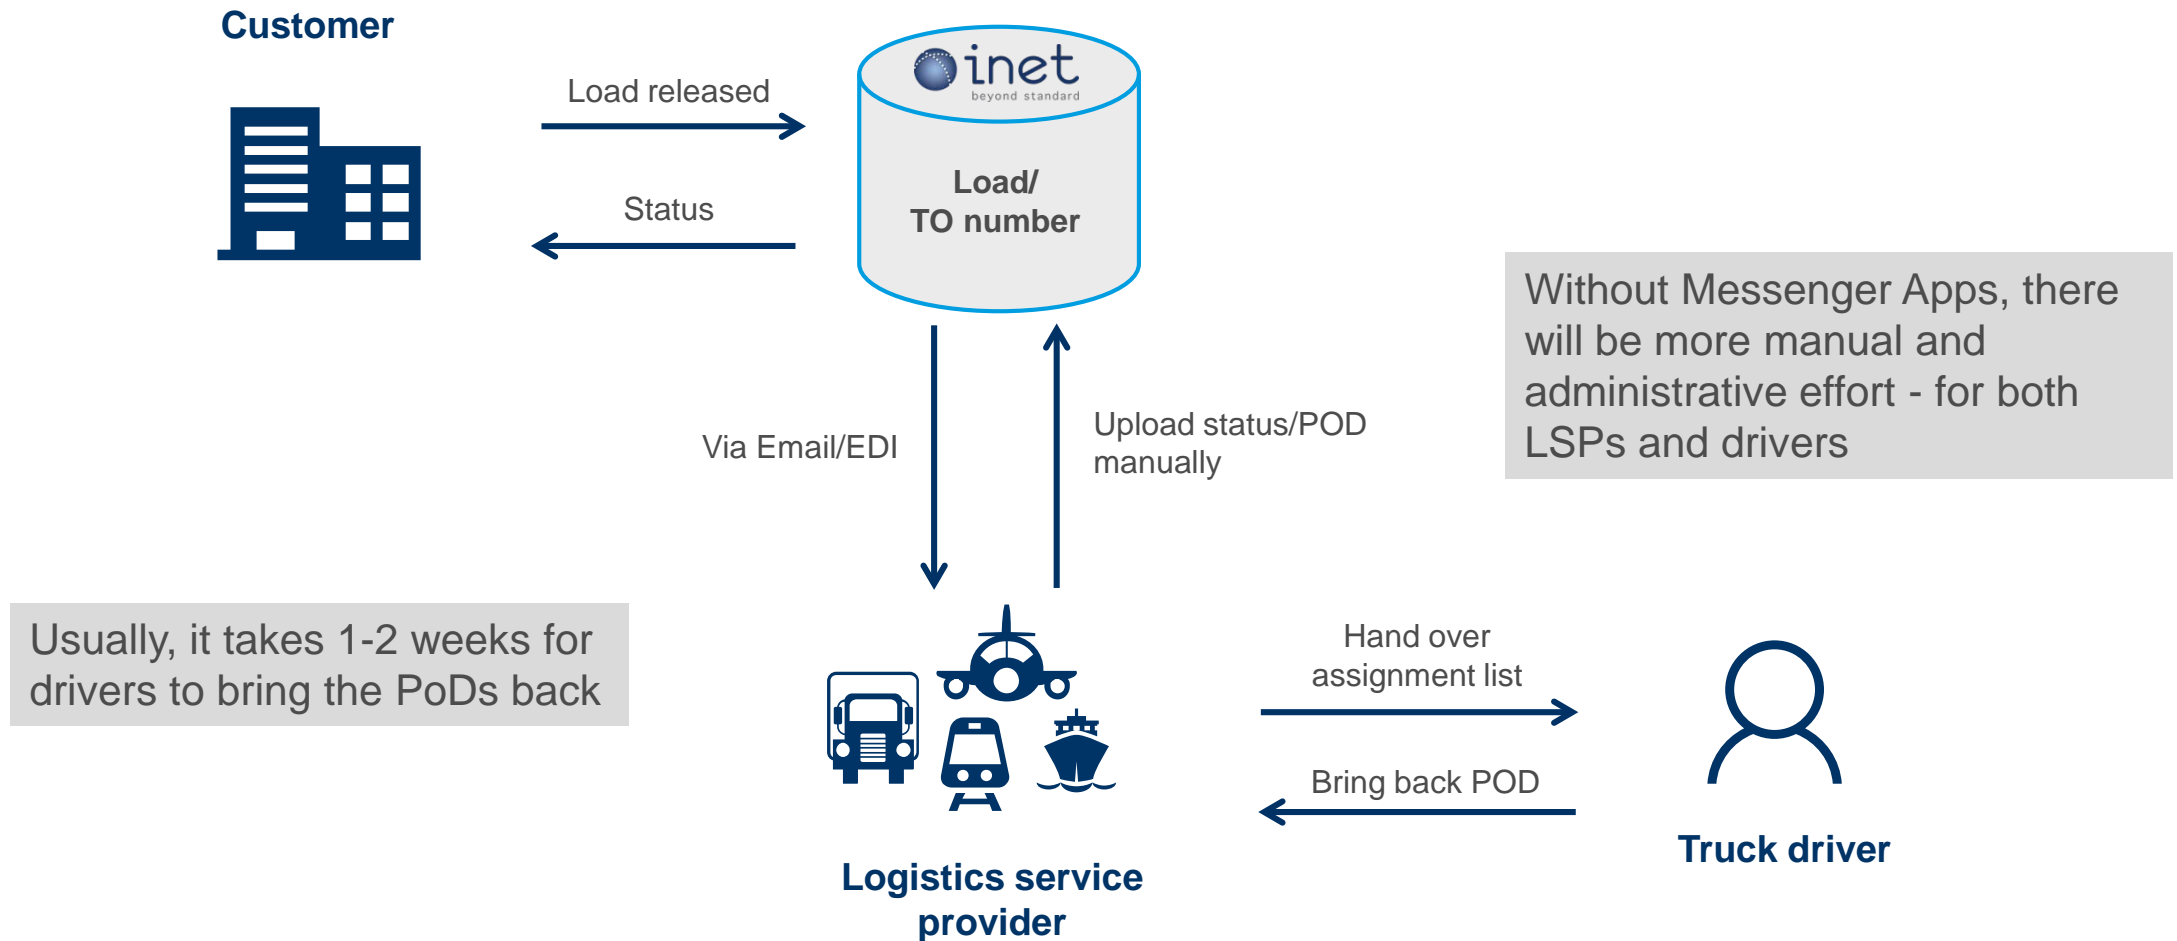 Customer
inet
beyond standard
Load released
Load/
TO number
Status
Without Messenger Apps, there
will be more manual and
administrative effort - for both
LSPs and drivers
Via Email/EDI
Upload status/POD
manually
Usually, it takes 1-2 weeks for
drivers to bring the PoDs back
Hand over
assignment list
Bring back POD
Truck driver
Logistics service
provider